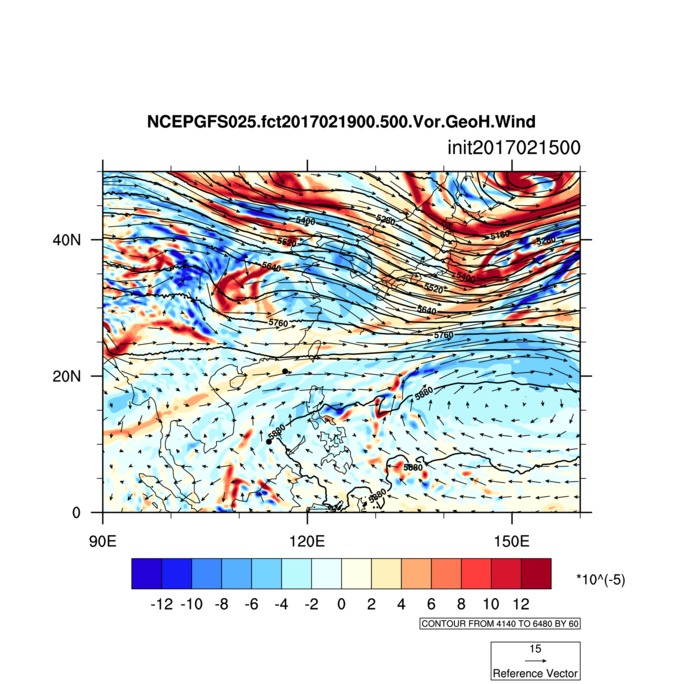 NCEPGFS025.fct2017021900.500.Vor.GeoH.Wind
init2017021500
40N
20N
0
90E 120E 150E
5400
5280
5160
5280
5520
5640
5400
5520
5640
5760
5760
5880
5880
5880
5880
-12 -10 -8 -6 -4 -2 0 2 4 6 8 10 12
*10^(-5)
CONTOUR FROM 4140 TO 6480 BY 60
15
Reference Vector